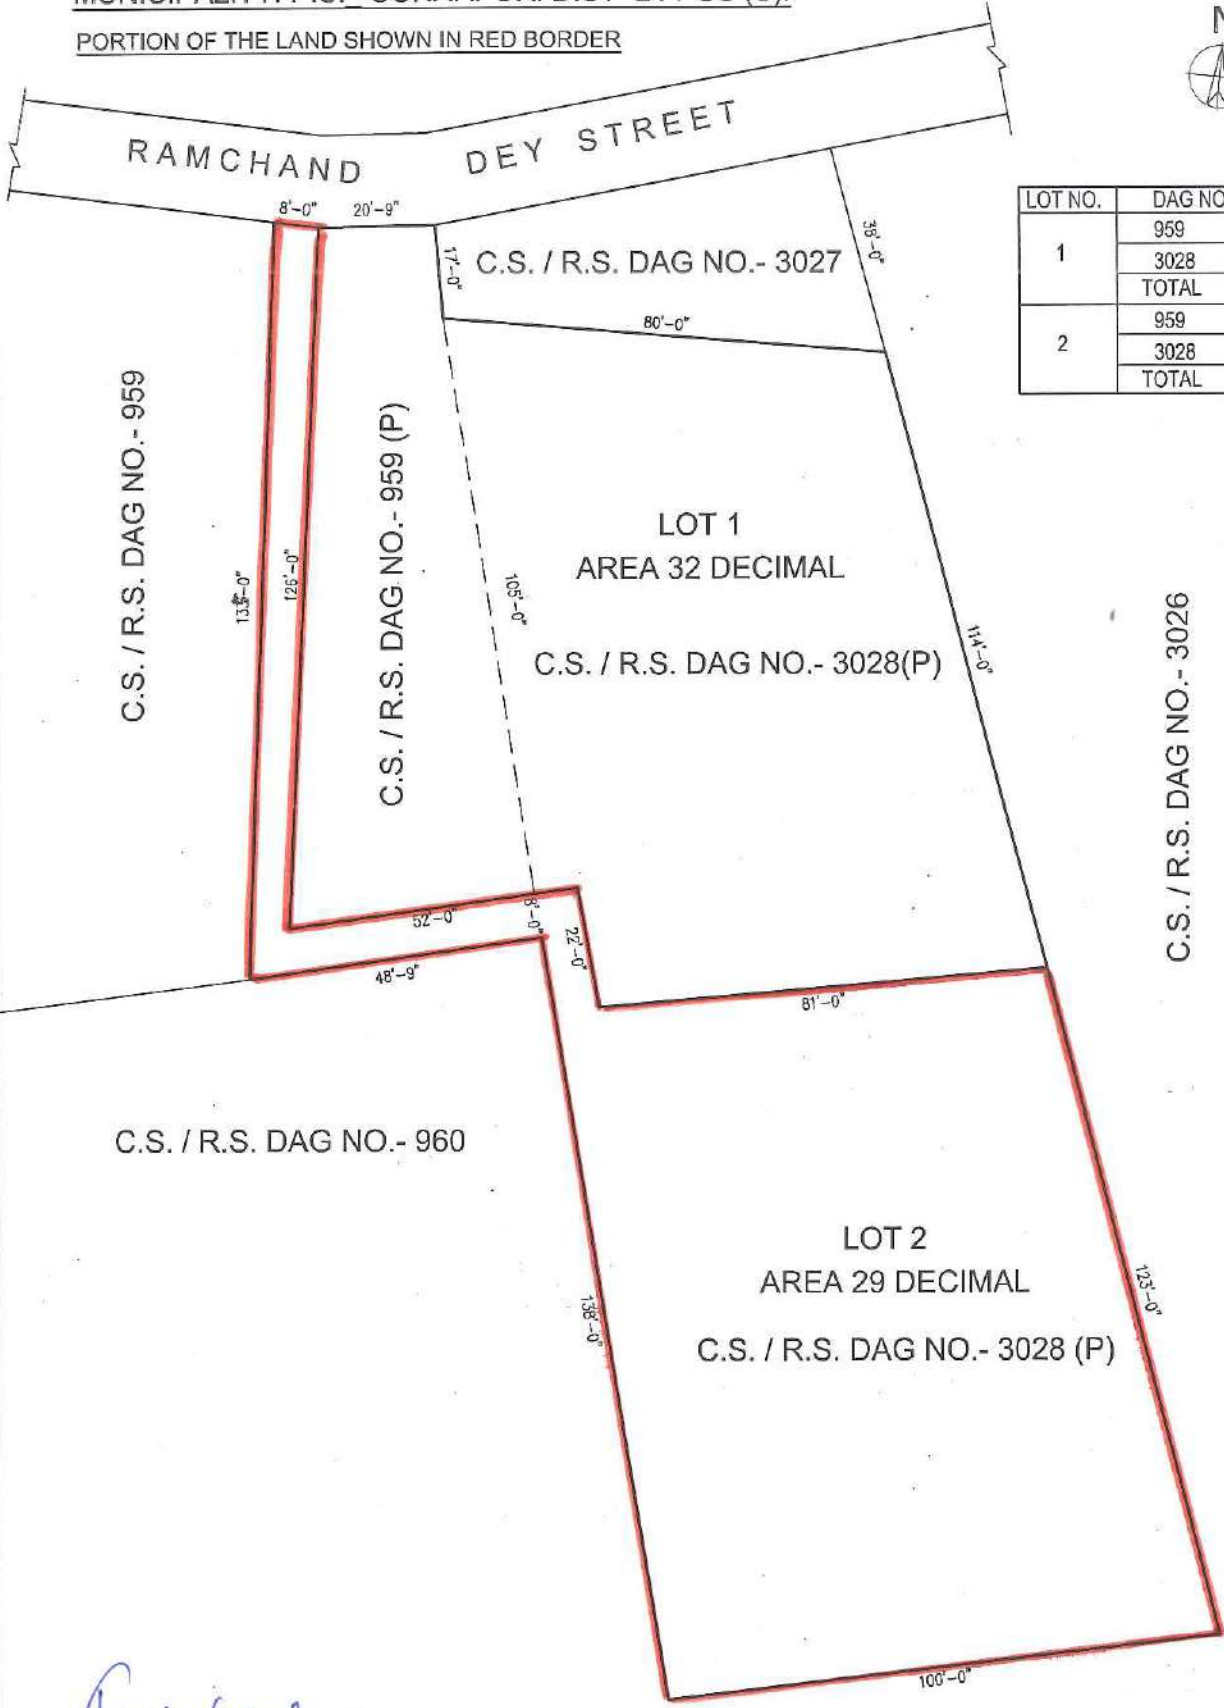 PORTION OF THE LAND SHOWN IN RED BORDER
N
RAMCHAND DEY STREET
8'-0"
20'-9"
17'-0"
C.S. / R.S. DAG NO.- 3027
38'-0"
80'-0"
LOT NO. DAG NO
1
959
3028
TOTAL
2
959
3028
TOTAL
C.S. / R.S. DAG NO.- 959
C.S. / R.S. DAG NO.- 959 (P)
126'-0"
105'-0"
LOT 1
AREA 32 DECIMAL
C.S. / R.S. DAG NO.- 3028(P)
114'-0"
C.S. / R.S. DAG NO.- 3026
52'-0"
8'-0"
22'-0"
48'-9"
81'-0"
C.S. / R.S. DAG NO.- 960
138'-0"
LOT 2
AREA 29 DECIMAL
C.S. / R.S. DAG NO.- 3028 (P)
123'-0"
100'-0"